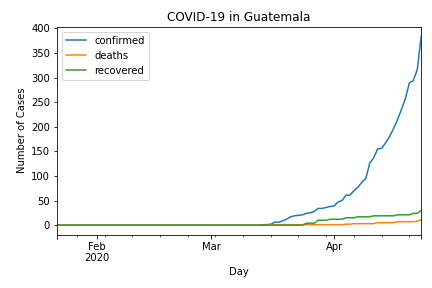 COVID-19 in Guatemala
confirmed
deaths
recovered
Number of Cases
400
350
300
250
200
150
100
50
0
Feb
2020
Mar
Apr
Day